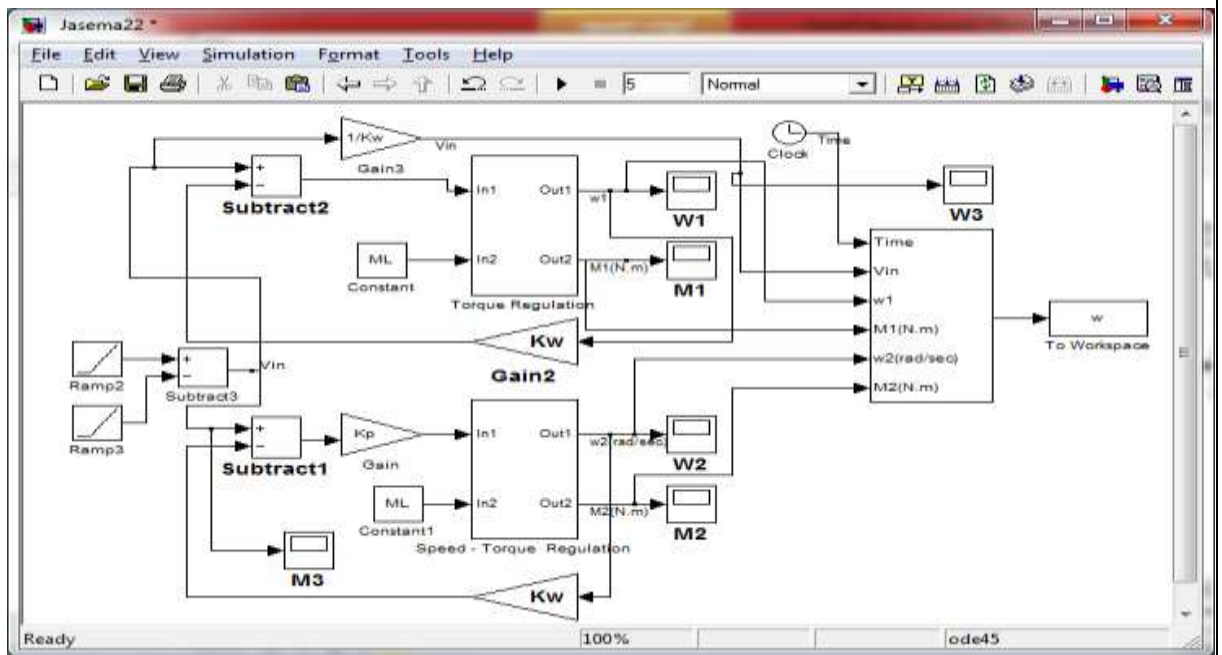 Jasema22 *
File Edit View Simulation Format Tools Help
5 Normal
1/Kw
Gain3
Vin
Clock
Time
+
−
Subtract2
In1
In2
Out1
Out2
Torque Regulation
w1
W1
W3
M1(N.m)
M1
ML
Constant
Time
Vin
w1
M1(N.m)
w2(rad/sec)
M2(N.m)
w
To Workspace
Kw
Gain2
Ramp2
Ramp3
+
−
Subtract3
Vin
+
−
Subtract1
Kp
Gain
In1
In2
Out1
Out2
Speed - Torque Regulation
w2(rad/sec)
W2
M2(N.m)
M2
ML
Constant1
M3
Kw
Ready 100% ode45